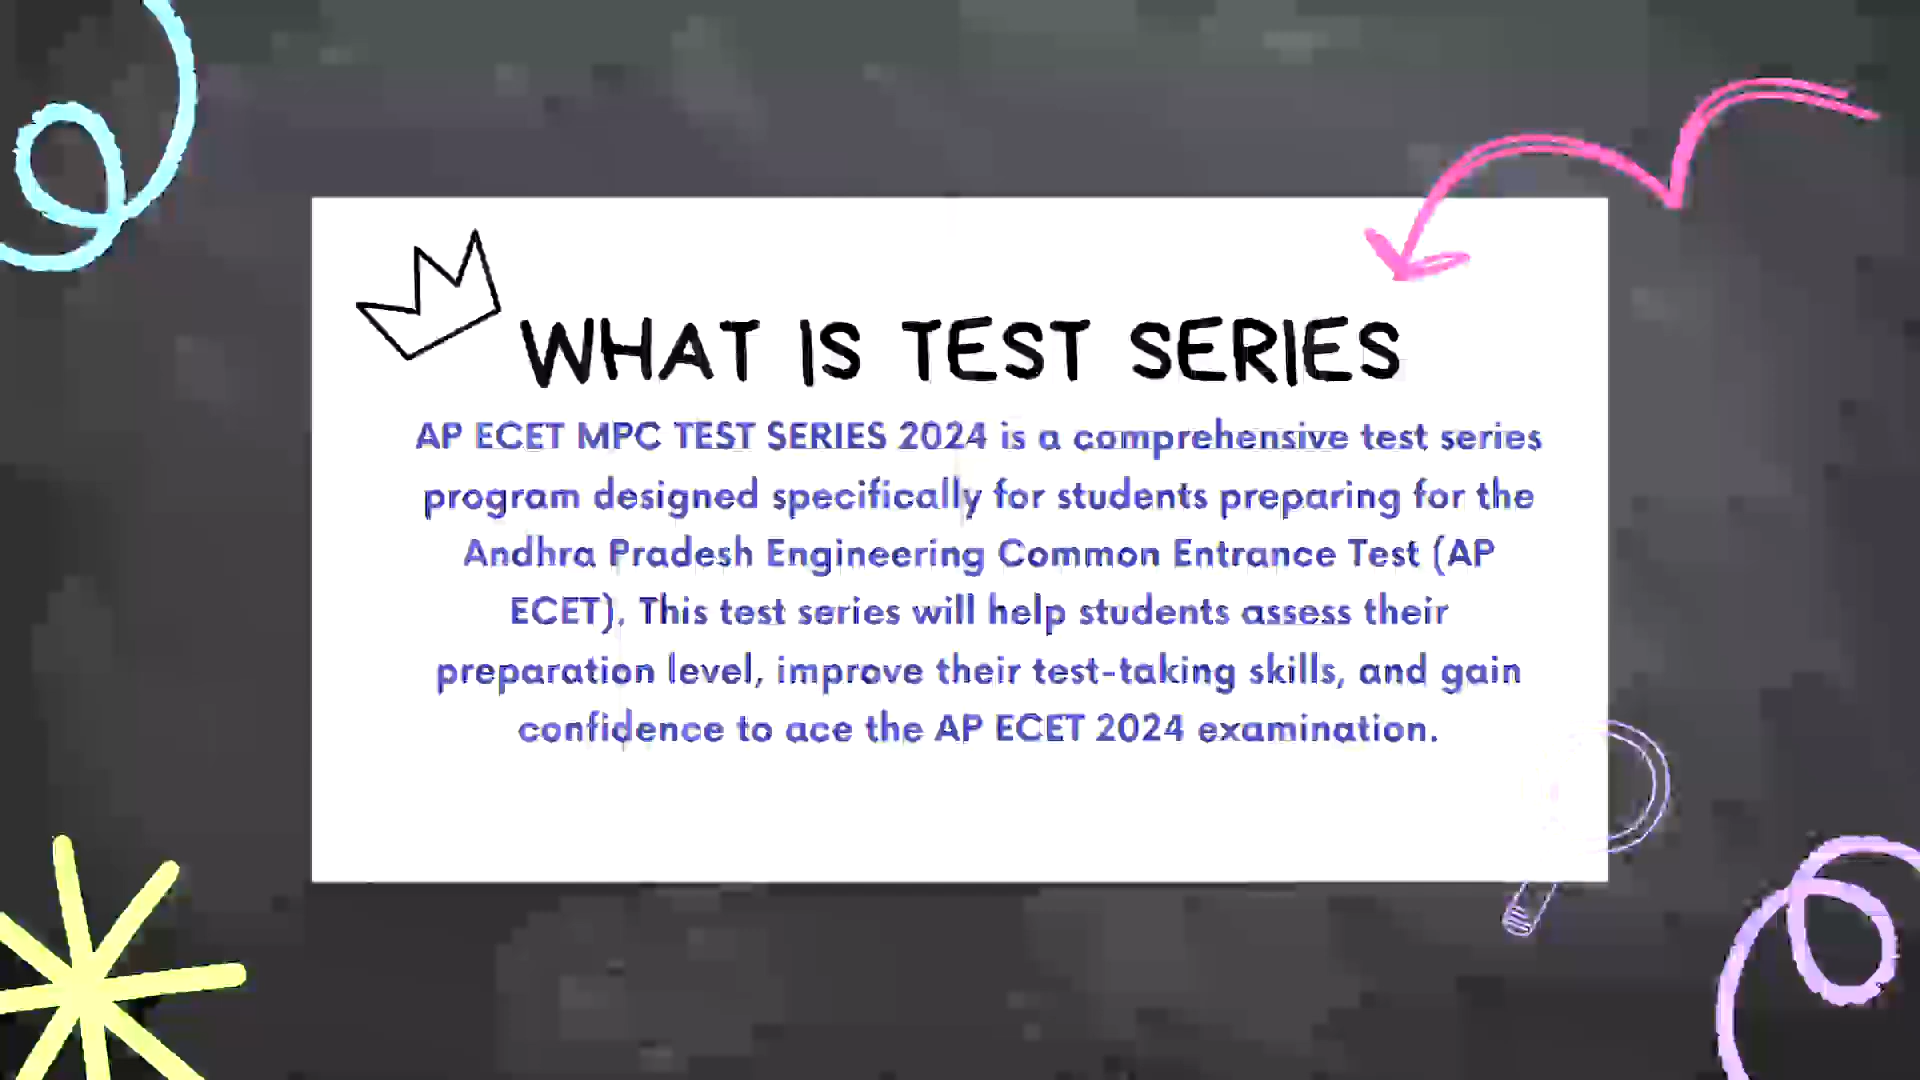 WHAT IS TEST SERIES
AP ECET MPC TEST SERIES 2024 is a comprehensive test series
program designed specifically for students preparing for the
Andhra Pradesh Engineering Common Entrance Test (AP
ECET). This test series will help students assess their
preparation level, improve their test-taking skills, and gain
confidence to ace the AP ECET 2024 examination.